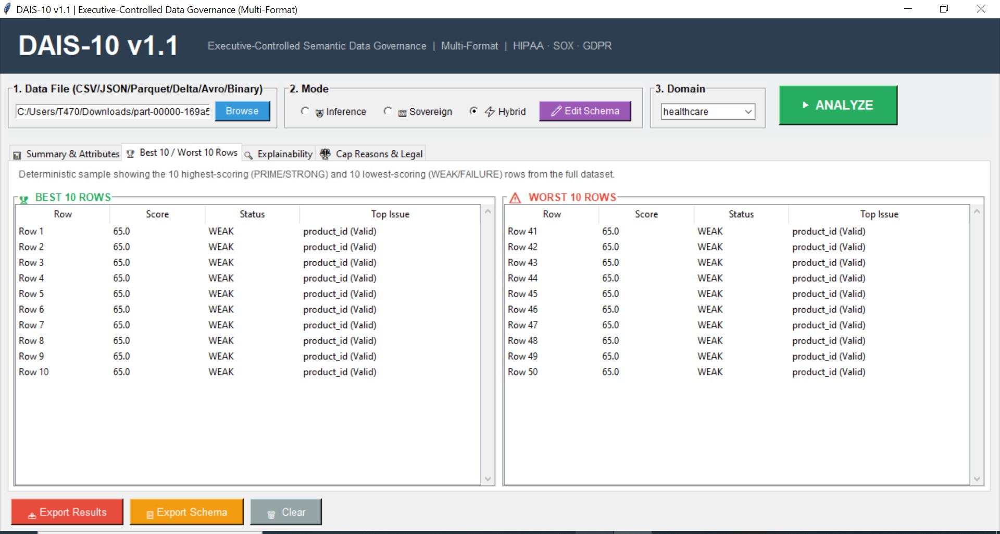 DAIS-10 v1.1 | Executive-Controlled Data Governance (Multi-Format)
DAIS-10 v1.1
Executive-Controlled Semantic Data Governance | Multi-Format | HIPAA · SOX · GDPR
1. Data File (CSV/JSON/Parquet/Delta/Avro/Binary)
C:/Users/T470/Downloads/part-00000-169a5
Browse
2. Mode
Inference
Sovereign
Hybrid
Edit Schema
3. Domain
healthcare
ANALYZE
Summary & Attributes
Best 10 / Worst 10 Rows
Explainability
Cap Reasons & Legal
Deterministic sample showing the 10 highest-scoring (PRIME/STRONG) and 10 lowest-scoring (WEAK/FAILURE) rows from the full dataset.
BEST 10 ROWS
Row Score Status Top Issue
Row 1 65.0 WEAK product_id (Valid)
Row 2 65.0 WEAK product_id (Valid)
Row 3 65.0 WEAK product_id (Valid)
Row 4 65.0 WEAK product_id (Valid)
Row 5 65.0 WEAK product_id (Valid)
Row 6 65.0 WEAK product_id (Valid)
Row 7 65.0 WEAK product_id (Valid)
Row 8 65.0 WEAK product_id (Valid)
Row 9 65.0 WEAK product_id (Valid)
Row 10 65.0 WEAK product_id (Valid)
WORST 10 ROWS
Row Score Status Top Issue
Row 41 65.0 WEAK product_id (Valid)
Row 42 65.0 WEAK product_id (Valid)
Row 43 65.0 WEAK product_id (Valid)
Row 44 65.0 WEAK product_id (Valid)
Row 45 65.0 WEAK product_id (Valid)
Row 46 65.0 WEAK product_id (Valid)
Row 47 65.0 WEAK product_id (Valid)
Row 48 65.0 WEAK product_id (Valid)
Row 49 65.0 WEAK product_id (Valid)
Row 50 65.0 WEAK product_id (Valid)
Export Results
Export Schema
Clear